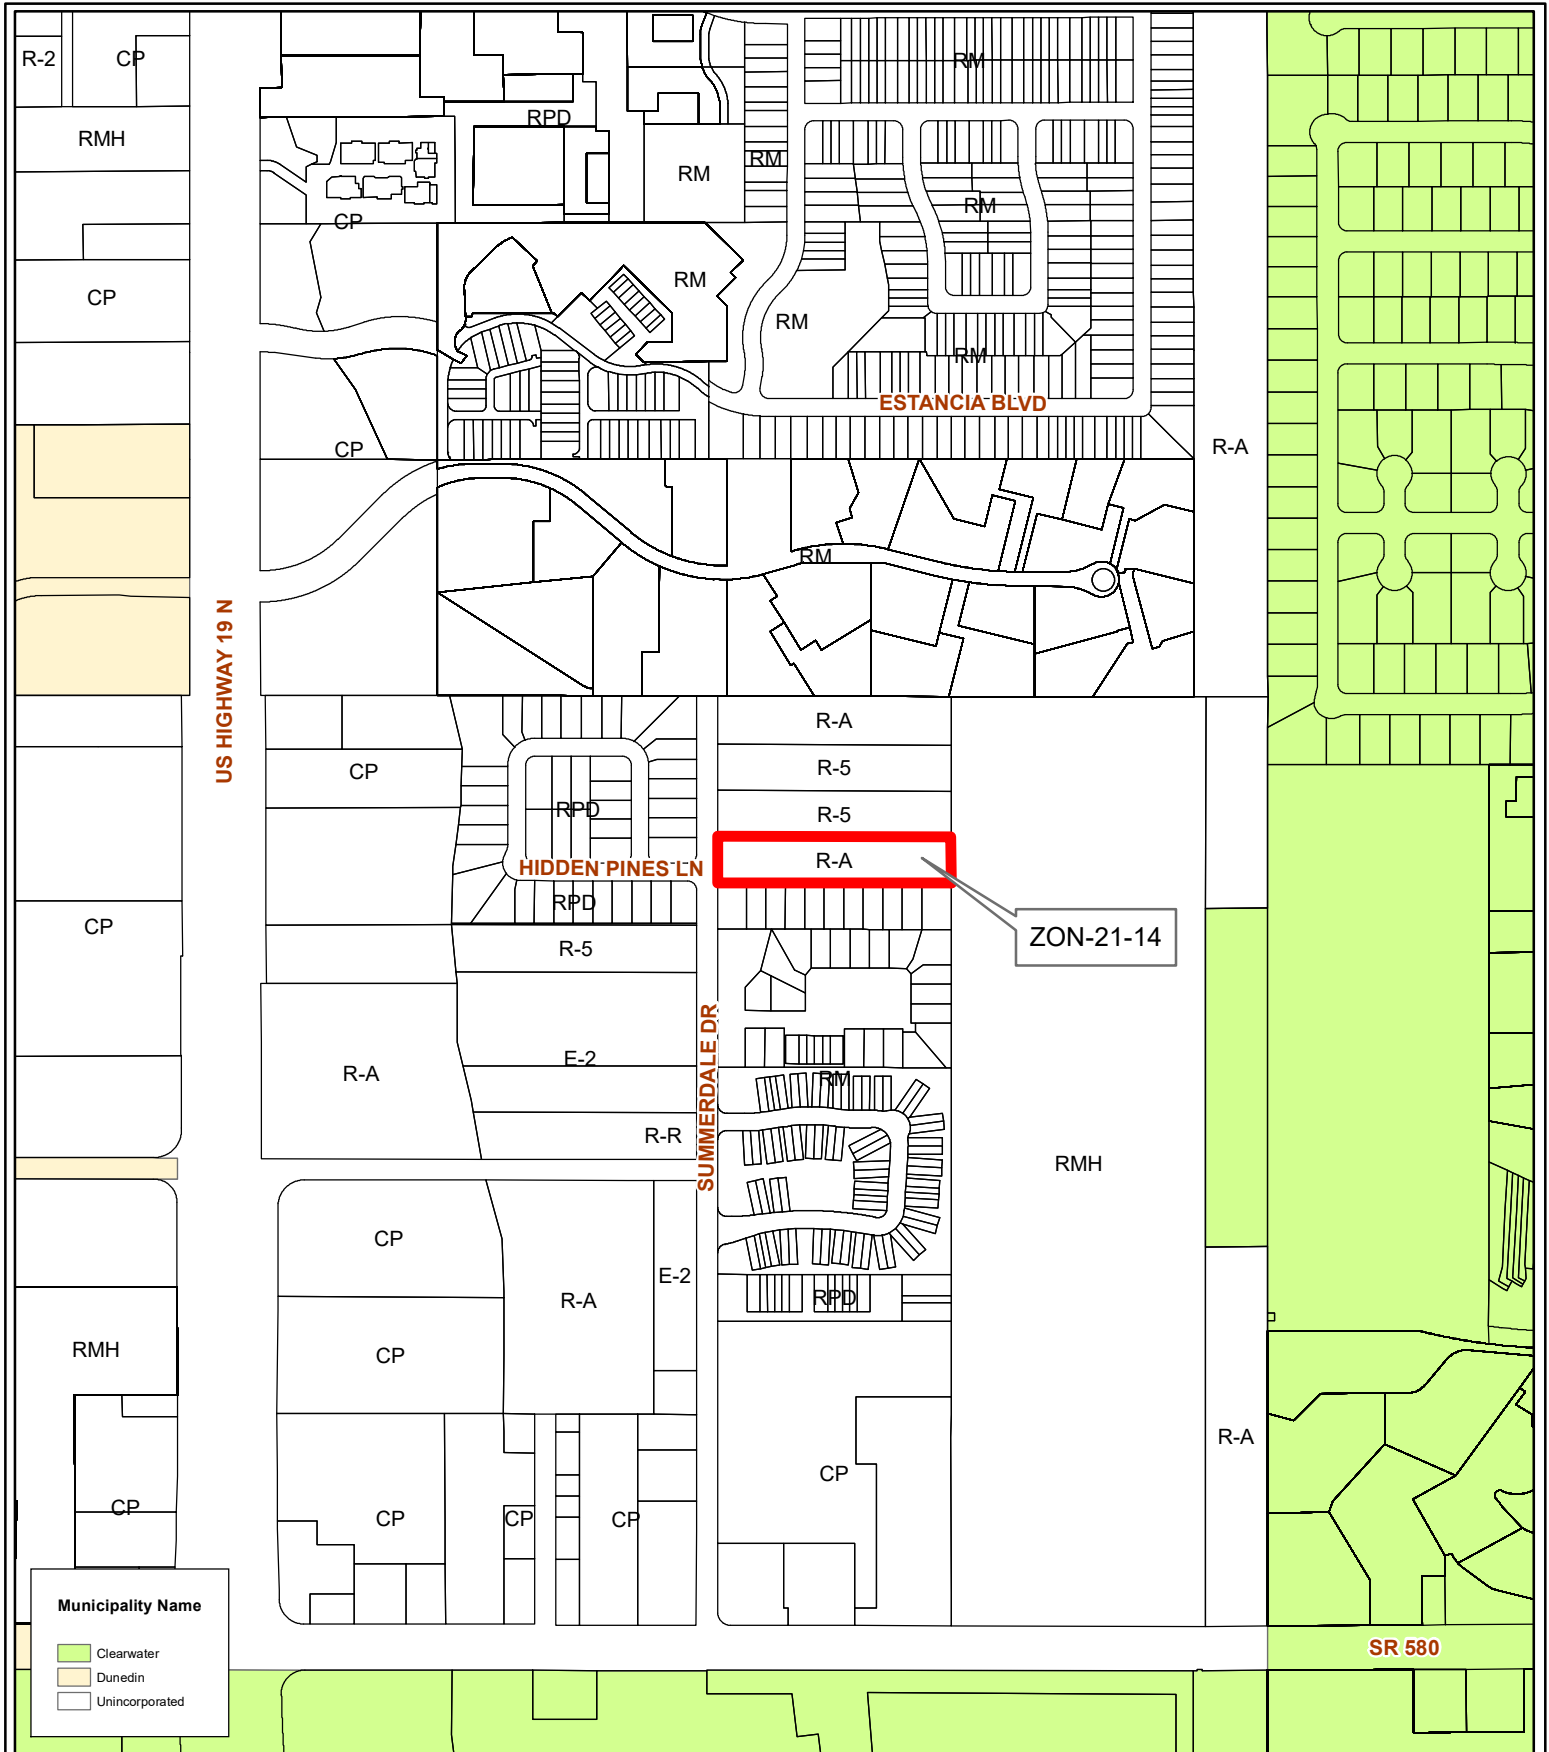 R-2
CP
RM
RMH
RPD
RM
RM
RM
CP
RM
CP
RM
RM
ESTANCIA BLVD
CP
R-A
RM
US HIGHWAY 19 N
R-A
CP
R-5
RPD
R-5
HIDDEN PINES LN
R-A
RPD
CP
ZON-21-14
R-5
SUMMERDALE DR
E-2
R-A
RM
R-R
RMH
CP
E-2
R-A
RPD
RMH
CP
R-A
CP
CP
CP
CP
CP
Municipality Name
Clearwater
Dunedin
Unincorporated
SR 580